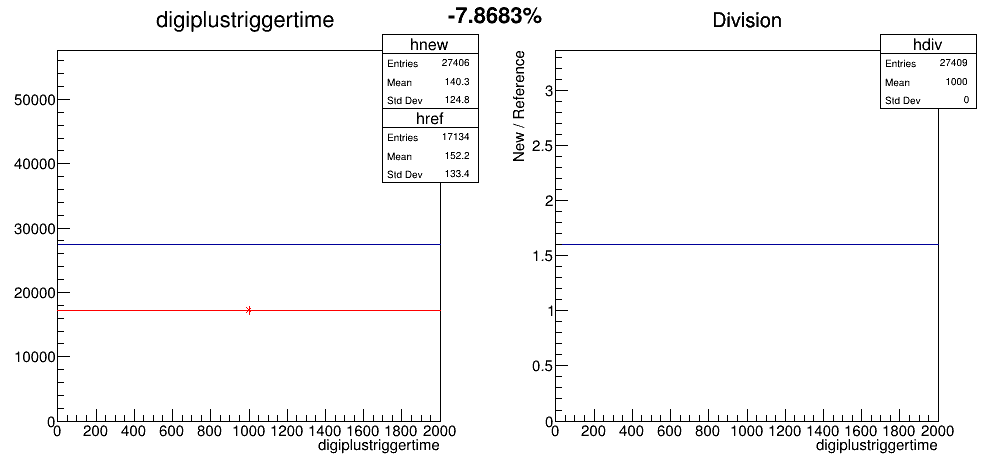 digiplustriggertime
-7.8683%
Division
hnew
Entries 27406
Mean 140.3
Std Dev 124.8
href
Entries 17134
Mean 152.2
Std Dev 133.4
50000
40000
30000
20000
10000
0
0 200 400 600 800 1000 1200 1400 1600 1800 2000
digiplustriggertime
hdiv
Entries 27409
Mean 1000
Std Dev 0
New / Reference
3
2.5
2
1.5
1
0.5
0
0 200 400 600 800 1000 1200 1400 1600 1800 2000
digiplustriggertime